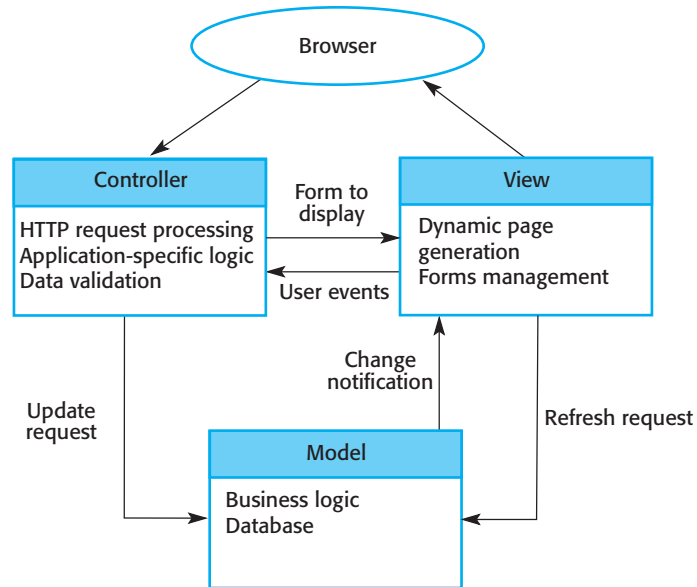 Browser
Controller
HTTP request processing
Application-specific logic
Data validation
Form to
display
User events
View
Dynamic page
generation
Forms management
Update
request
Change
notification
Refresh request
Model
Business logic
Database